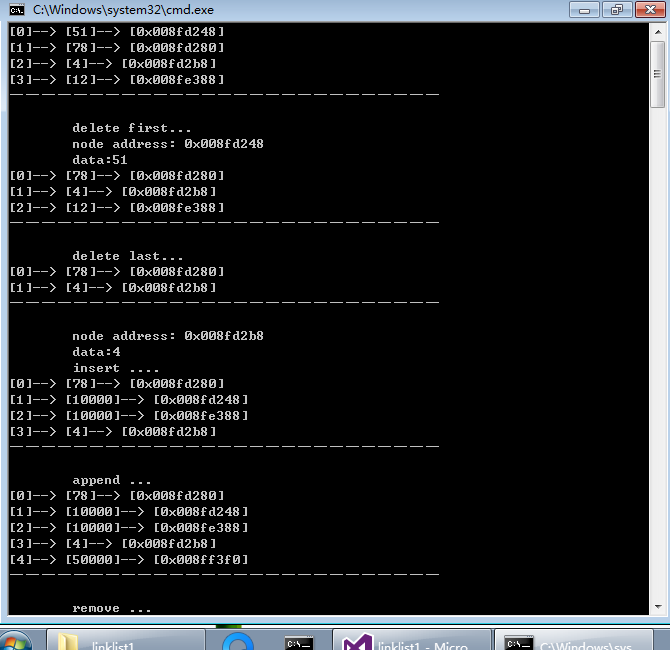 C:\Windows\system32\cmd.exe
[0]--> [51]--> [0x008fd248]
[1]--> [78]--> [0x008fd280]
[2]--> [4]--> [0x008fd2b8]
[3]--> [12]--> [0x008fe388]
delete first...
node address: 0x008fd248
data:51
[0]--> [78]--> [0x008fd280]
[1]--> [4]--> [0x008fd2b8]
[2]--> [12]--> [0x008fe388]
delete last...
[0]--> [78]--> [0x008fd280]
[1]--> [4]--> [0x008fd2b8]
node address: 0x008fd2b8
data:4
insert ....
[0]--> [78]--> [0x008fd280]
[1]--> [10000]--> [0x008fd248]
[2]--> [10000]--> [0x008fe388]
[3]--> [4]--> [0x008fd2b8]
append ...
[0]--> [78]--> [0x008fd280]
[1]--> [10000]--> [0x008fd248]
[2]--> [10000]--> [0x008fe388]
[3]--> [4]--> [0x008fd2b8]
[4]--> [50000]--> [0x008ff3f0]
remove ...
linklist1 linklist1 - Micro... C:\Windows\sys...